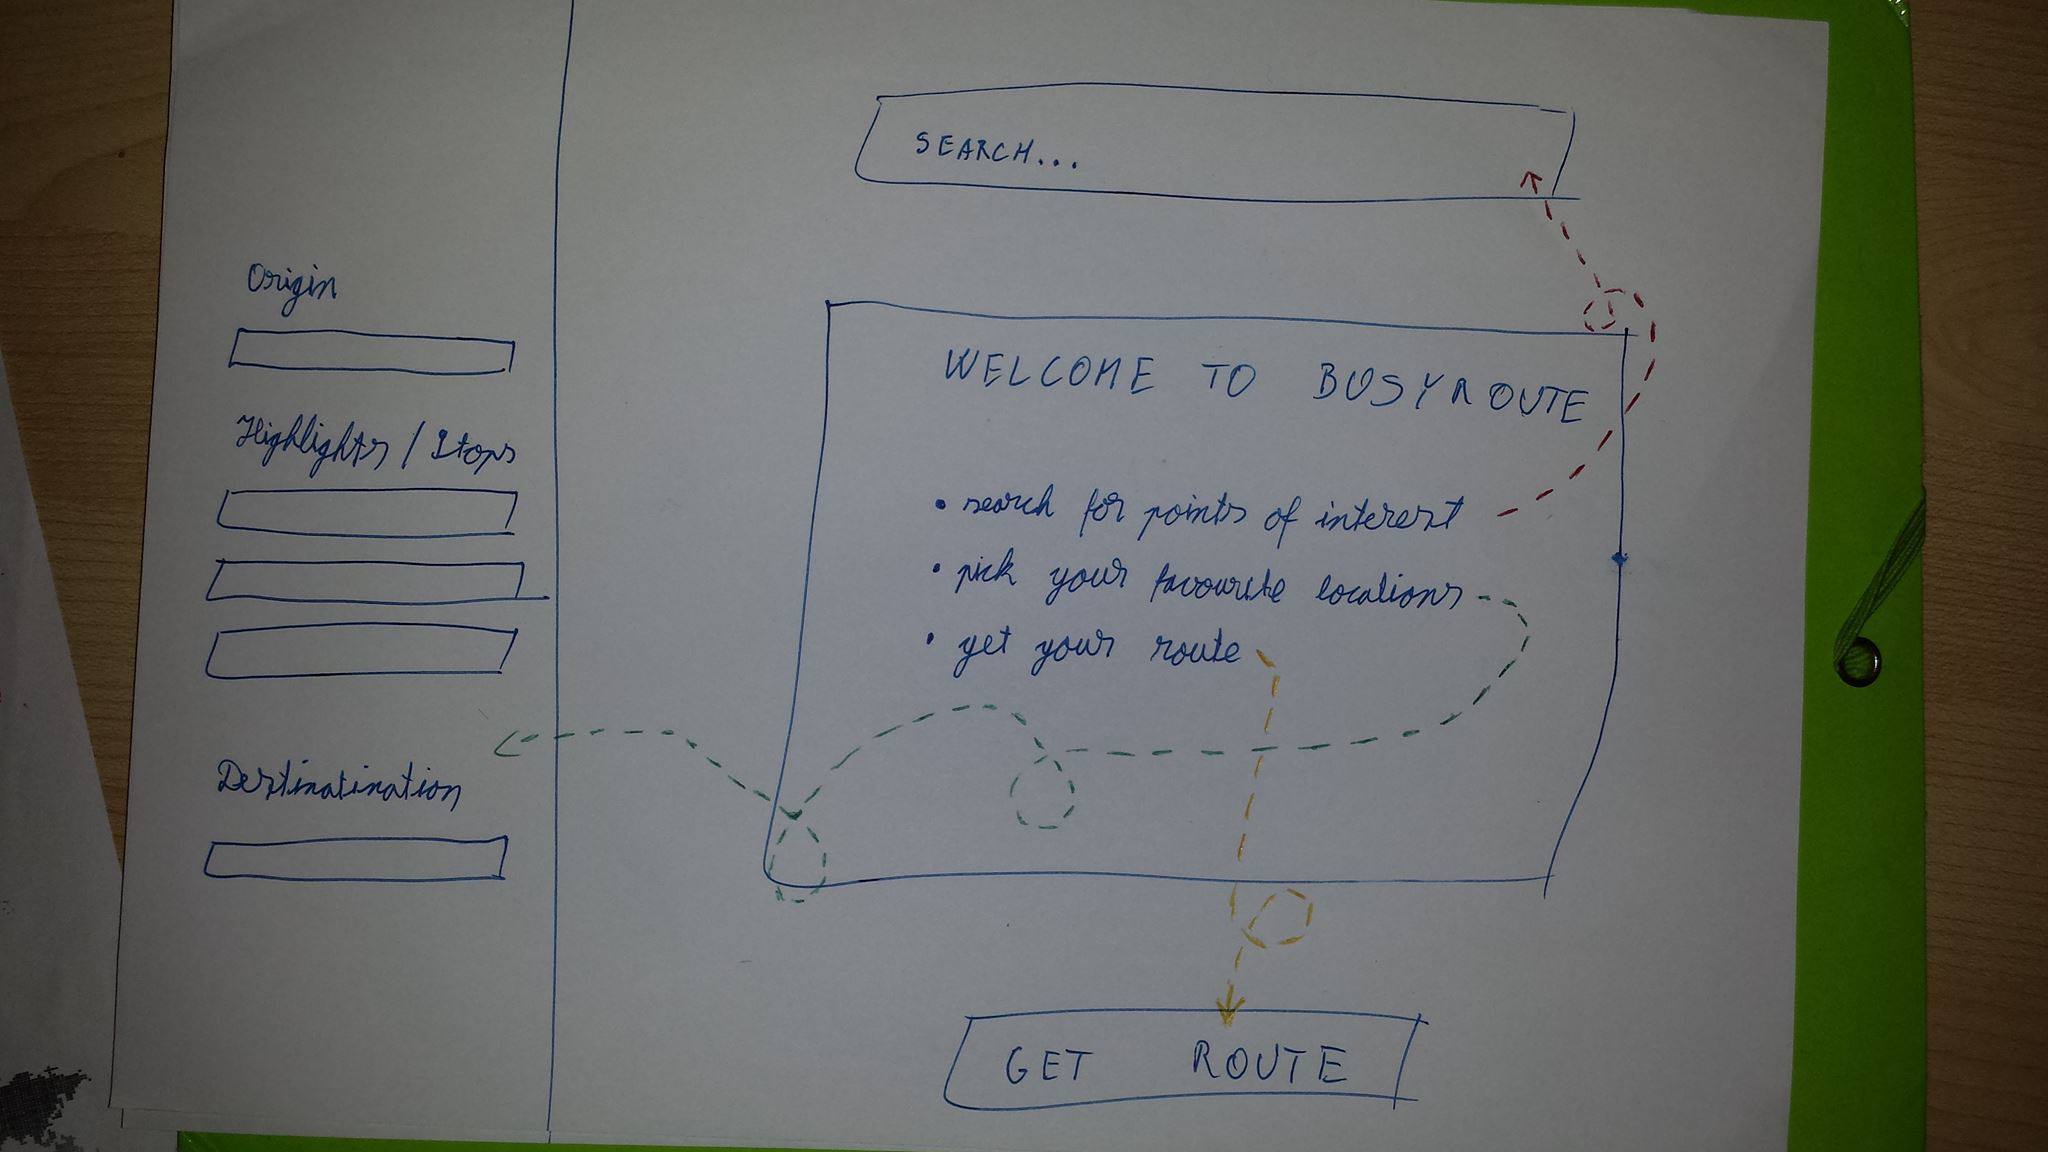 Origin
Highlights / Stops
Destinatination
SEARCH...
WELCOME TO BUSYROUTE
• search for points of interest
• pick your favourite locations
• get your route
GET ROUTE